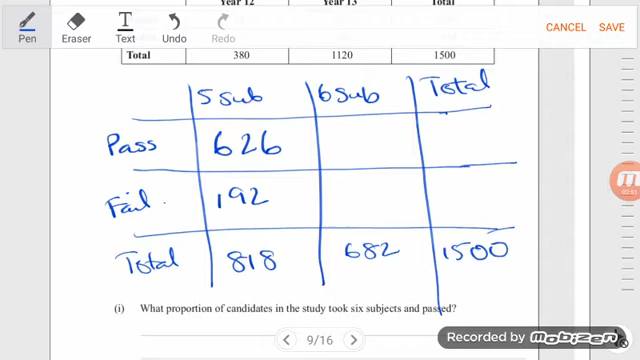 Year 12 Year 13 Total
Pen Eraser Text Undo Redo CANCEL SAVE
Total 380 1120 1500
5 Sub 6 Sub Total
Pass 626
Fail 192
Total 818 682 1500
(i) What proportion of candidates in the study took six subjects and passed?
9/16
Recorded by mobizen